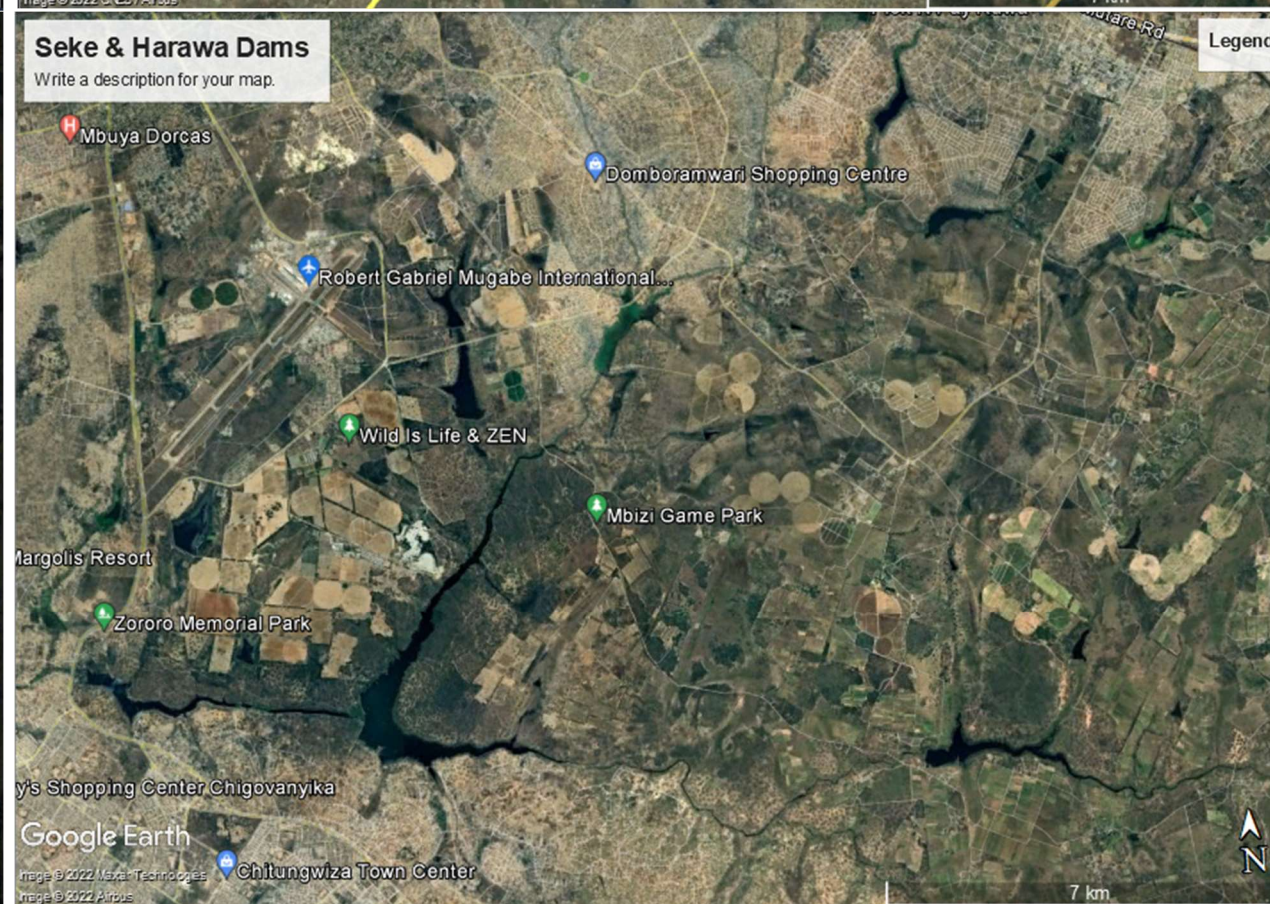 Seke & Harawa Dams
Write a description for your map.
Legend
Mutare Rd
Mbuya Dorcas
Domboramwari Shopping Centre
Robert Gabriel Mugabe International...
Wild Is Life & ZEN
Mbizi Game Park
Margolis Resort
Zororo Memorial Park
y's Shopping Center Chigovanyika
Google Earth
Chitungwiza Town Center
Image © 2022 Maxar Technologies
Image © 2022 Airbus
7 km
N